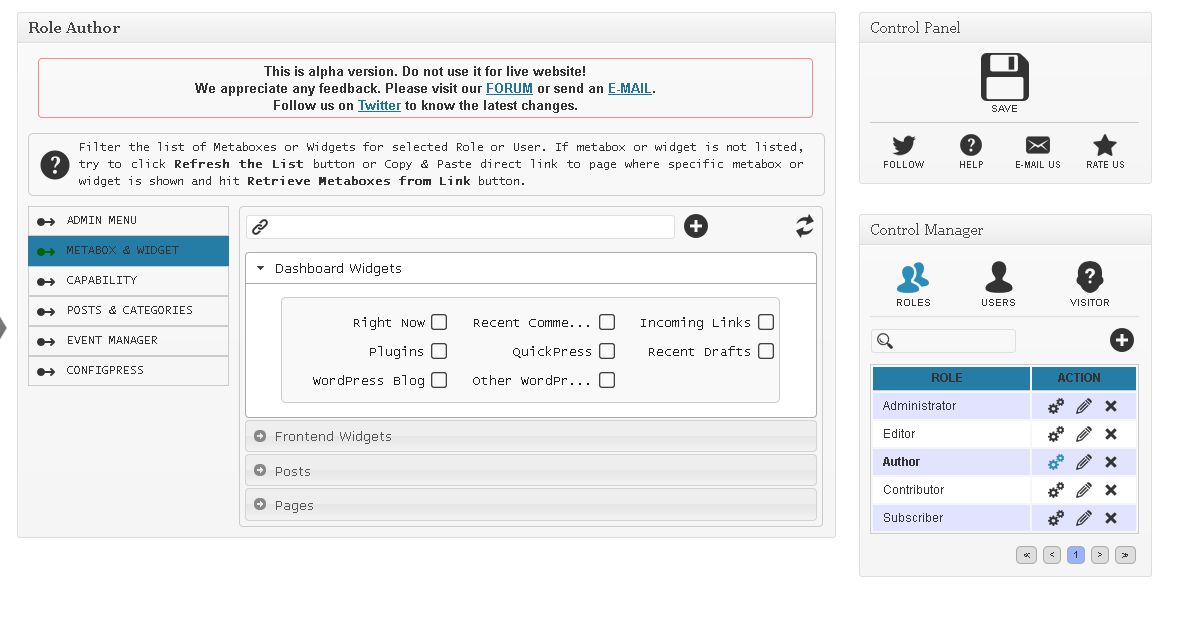 Role Author
This is alpha version. Do not use it for live website!
We appreciate any feedback. Please visit our FORUM or send an E-MAIL.
Follow us on Twitter to know the latest changes.
Filter the list of Metaboxes or Widgets for selected Role or User. If metabox or widget is not listed,
try to click Refresh the List button or Copy & Paste direct link to page where specific metabox or
widget is shown and hit Retrieve Metaboxes from Link button.
ADMIN MENU
METABOX & WIDGET
CAPABILITY
POSTS & CATEGORIES
EVENT MANAGER
CONFIGPRESS
Dashboard Widgets
Right Now Recent Comme... Incoming Links
Plugins QuickPress Recent Drafts
WordPress Blog Other WordPr...
Frontend Widgets
Posts
Pages
Control Panel
SAVE
FOLLOW HELP E-MAIL US RATE US
Control Manager
ROLES USERS VISITOR
ROLE ACTION
Administrator
Editor
Author
Contributor
Subscriber
« < 1 > »